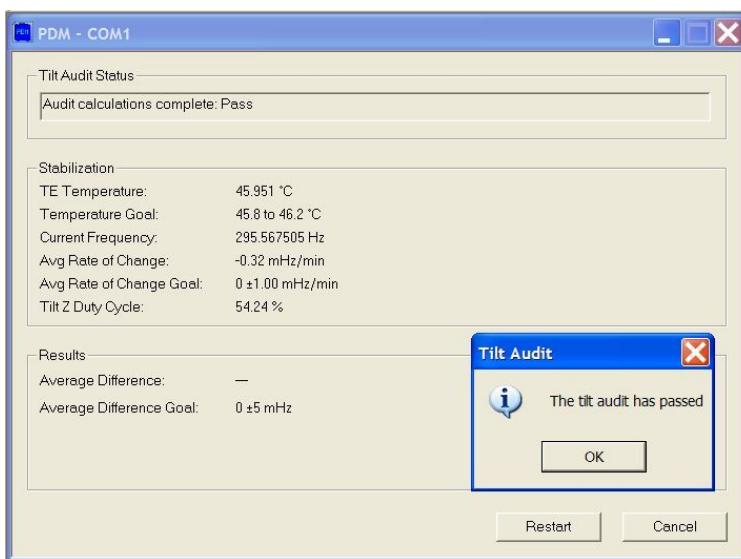 PDM - COM1
Tilt Audit Status
Audit calculations complete: Pass
Stabilization
TE Temperature: 45.951 °C
Temperature Goal: 45.8 to 46.2 °C
Current Frequency: 295.567505 Hz
Avg Rate of Change: -0.32 mHz/min
Avg Rate of Change Goal: 0 ±1.00 mHz/min
Tilt Z Duty Cycle: 54.24 %
Results
Average Difference: —
Average Difference Goal: 0 ±5 mHz
Tilt Audit
The tilt audit has passed
OK
Restart Cancel